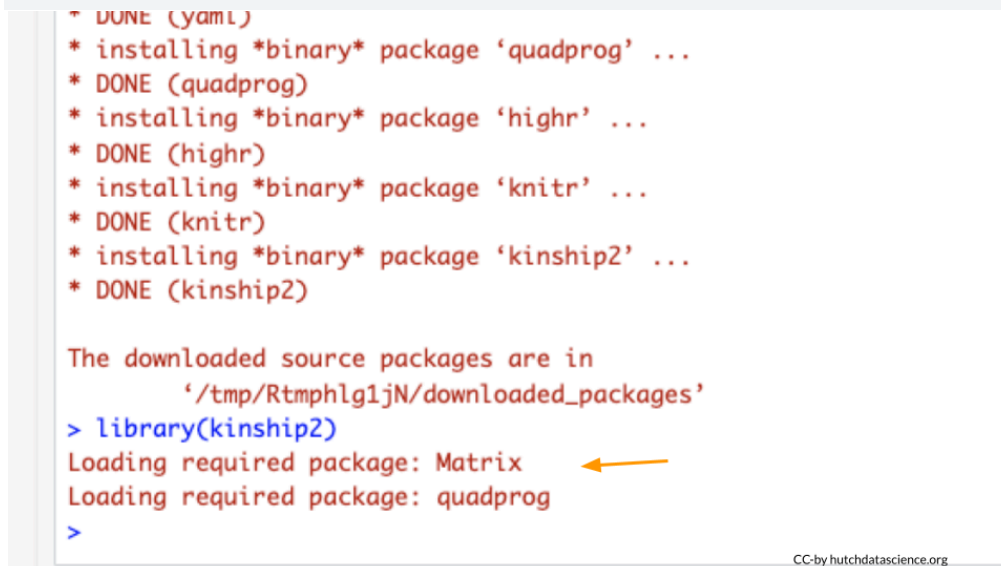 * DONE (yaml)
* installing *binary* package ‘quadprog’ ...
* DONE (quadprog)
* installing *binary* package ‘highr’ ...
* DONE (highr)
* installing *binary* package ‘knitr’ ...
* DONE (knitr)
* installing *binary* package ‘kinship2’ ...
* DONE (kinship2)
The downloaded source packages are in
‘/tmp/Rtmphlg1jN/downloaded_packages’
> library(kinship2)
Loading required package: Matrix
Loading required package: quadprog
>
CC-by hutchdatascience.org